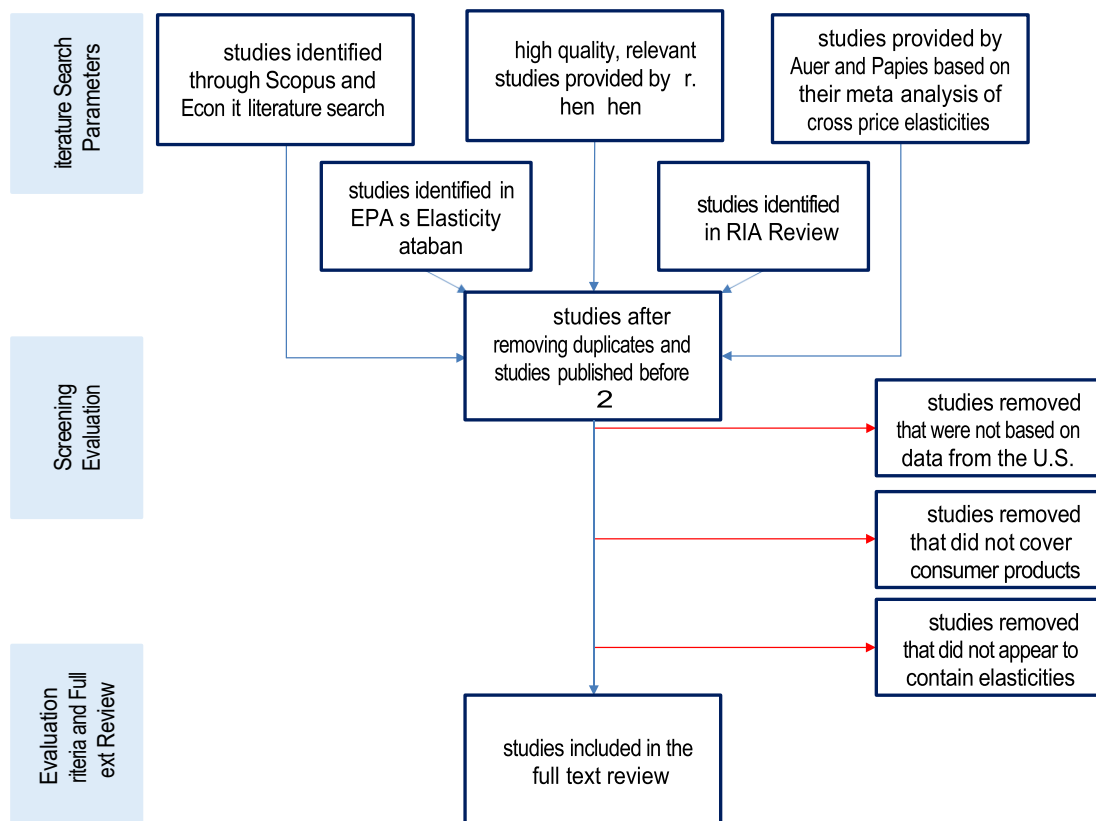 iterature Search
Parameters
studies identified
through Scopus and
Econ it literature search
high quality, relevant
studies provided by r.
hen hen
studies provided by
Auer and Papies based on
their meta analysis of
cross price elasticities
studies identified in
EPA s Elasticity
ataban
studies identified
in RIA Review
Screening
Evaluation
studies after
removing duplicates and
studies published before
2
studies removed
that were not based on
data from the U.S.
studies removed
that did not cover
consumer products
studies removed
that did not appear to
contain elasticities
Evaluation
riteria and Full
ext Review
studies included in the
full text review